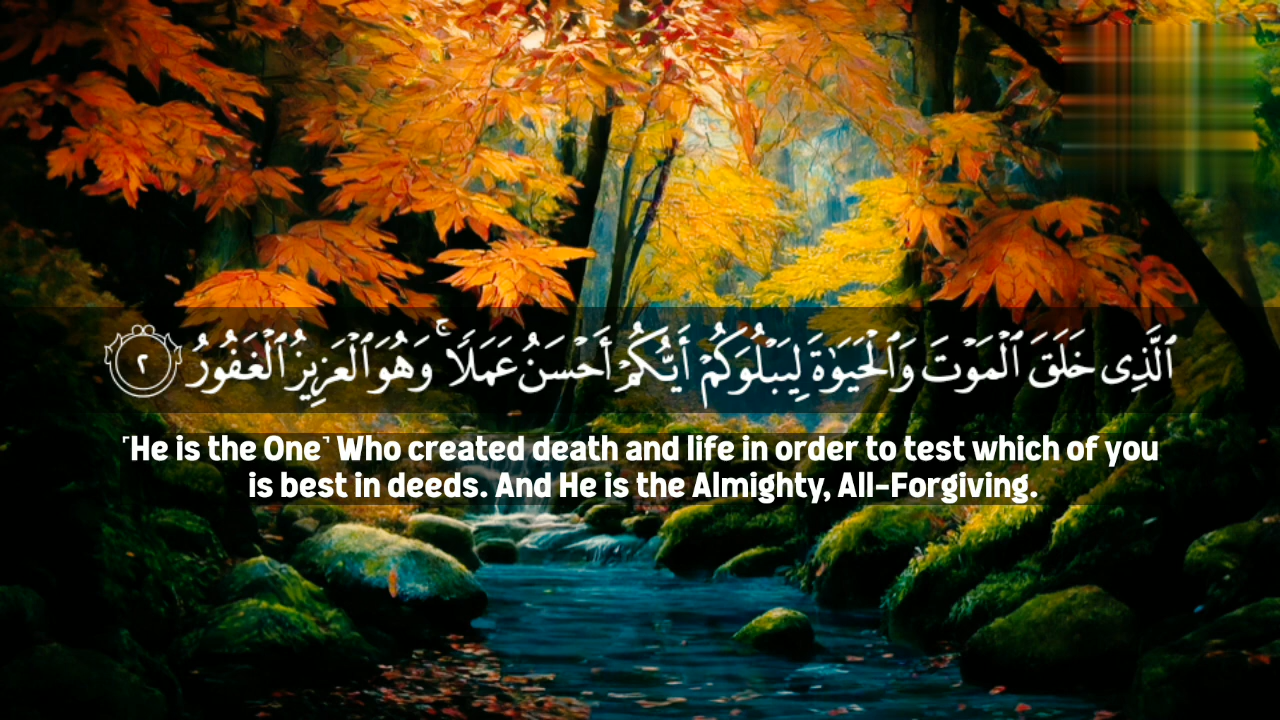 ٱلَّذِى خَلَقَ ٱلْمَوْتَ وَٱلْحَيَوٰةَ لِيَبْلُوَكُمْ أَيُّكُمْ أَحْسَنُ عَمَلًا ۚ وَهُوَ ٱلْعَزِيزُ ٱلْغَفُورُ ٢
˹He is the One˺ Who created death and life in order to test which of you
is best in deeds. And He is the Almighty, All-Forgiving.